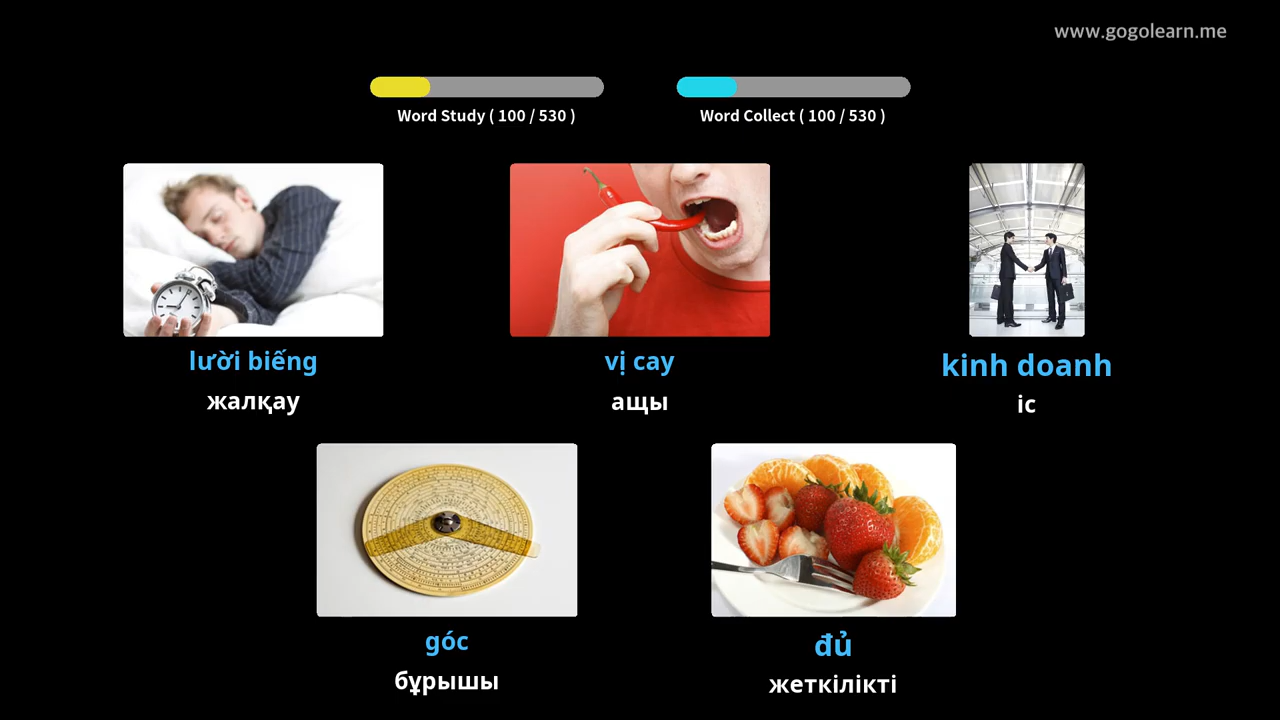 www.gogolearn.me
Word Study ( 100 / 530 )
Word Collect ( 100 / 530 )
lười biếng
жалқау
vị cay
ащы
kinh doanh
іс
góc
бұрышы
đủ
жеткілікті